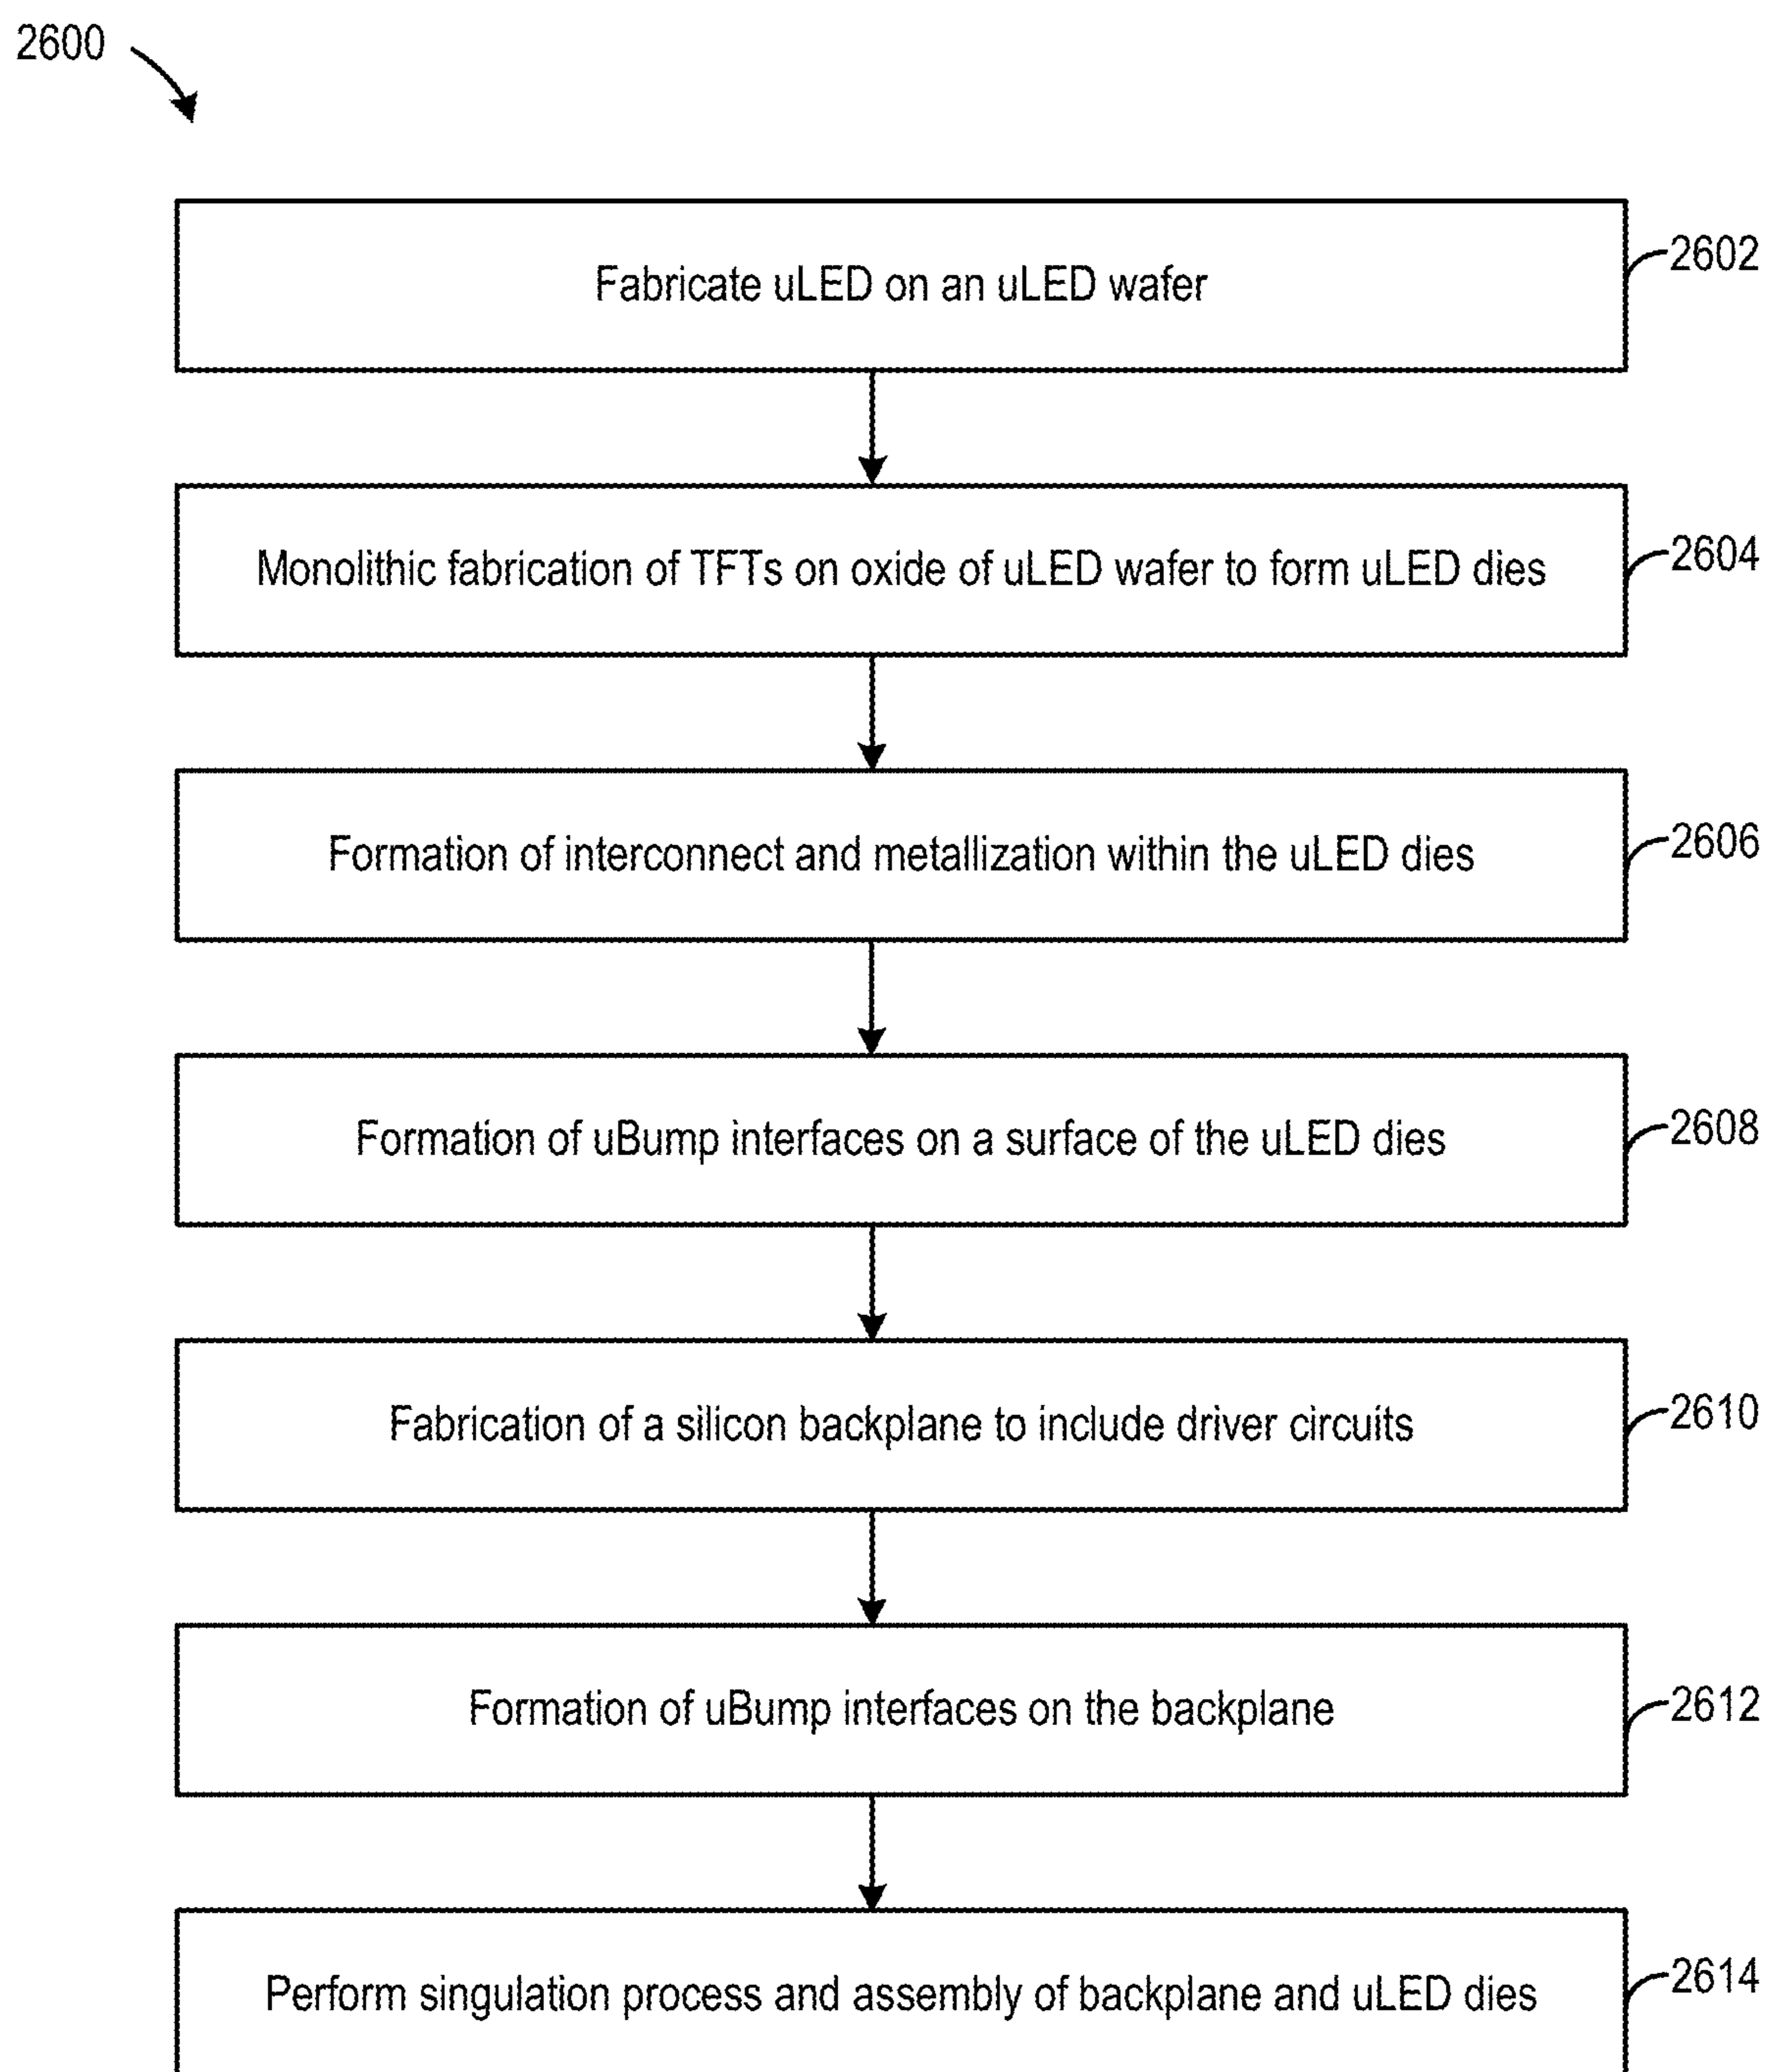 2600
Fabricate uLED on an uLED wafer
2602
Monolithic fabrication of TFTs on oxide of uLED wafer to form uLED dies
2604
Formation of interconnect and metallization within the uLED dies
2606
Formation of uBump interfaces on a surface of the uLED dies
2608
Fabrication of a silicon backplane to include driver circuits
2610
Formation of uBump interfaces on the backplane
2612
Perform singulation process and assembly of backplane and uLED dies
2614